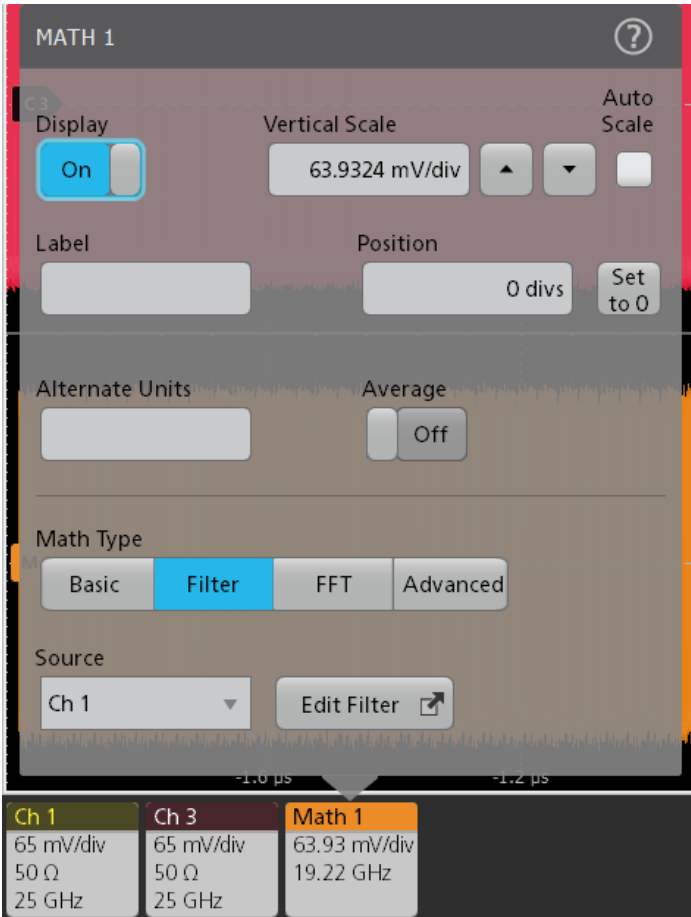 MATH 1
?
C3
Display
Vertical Scale
Auto
Scale
On
63.9324 mV/div
Label
Position
0 divs
Set
to 0
Alternate Units
Average
Off
Math Type
M
Basic
Filter
FFT
Advanced
Source
Ch 1
Edit Filter
-1.6 µs
-1.2 µs
Ch 1
65 mV/div
50 Ω
25 GHz
Ch 3
65 mV/div
50 Ω
25 GHz
Math 1
63.93 mV/div
19.22 GHz